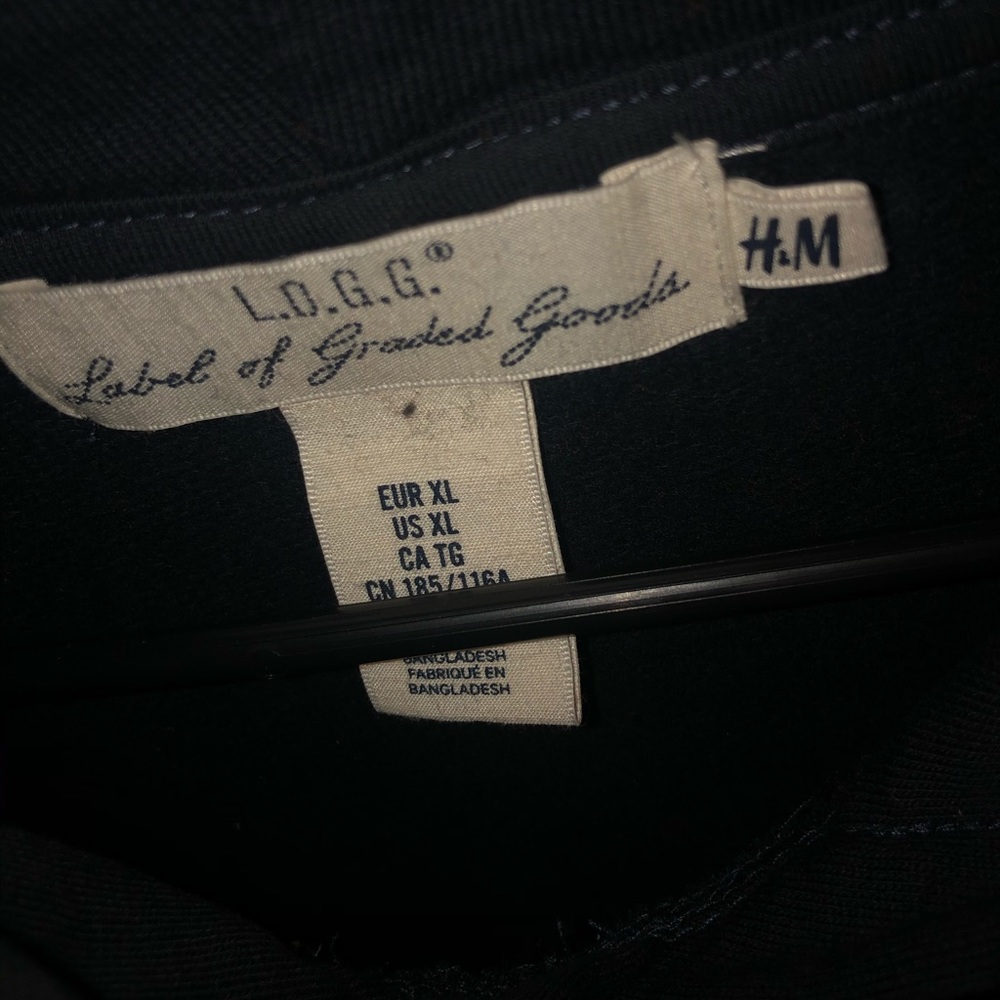 L.O.G.G.®
Label of Graded Goods
H&M
EUR XL
US XL
CA TG
CN 185/116A
BANGLADESH
FABRIQUÉ EN
BANGLADESH